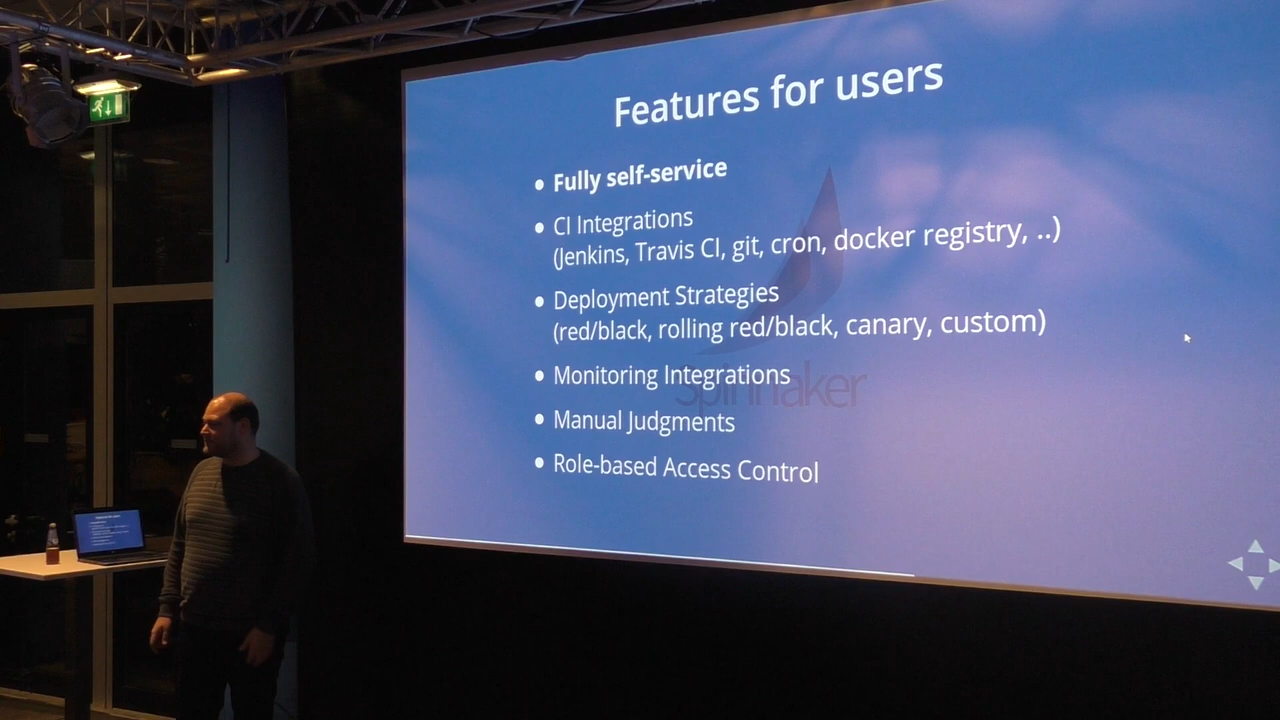 Features for users
Fully self-service
CI Integrations
(Jenkins, Travis CI, git, cron, docker registry, ..)
Deployment Strategies
(red/black, rolling red/black, canary, custom)
Monitoring Integrations
Spinnaker
Manual Judgments
Role-based Access Control